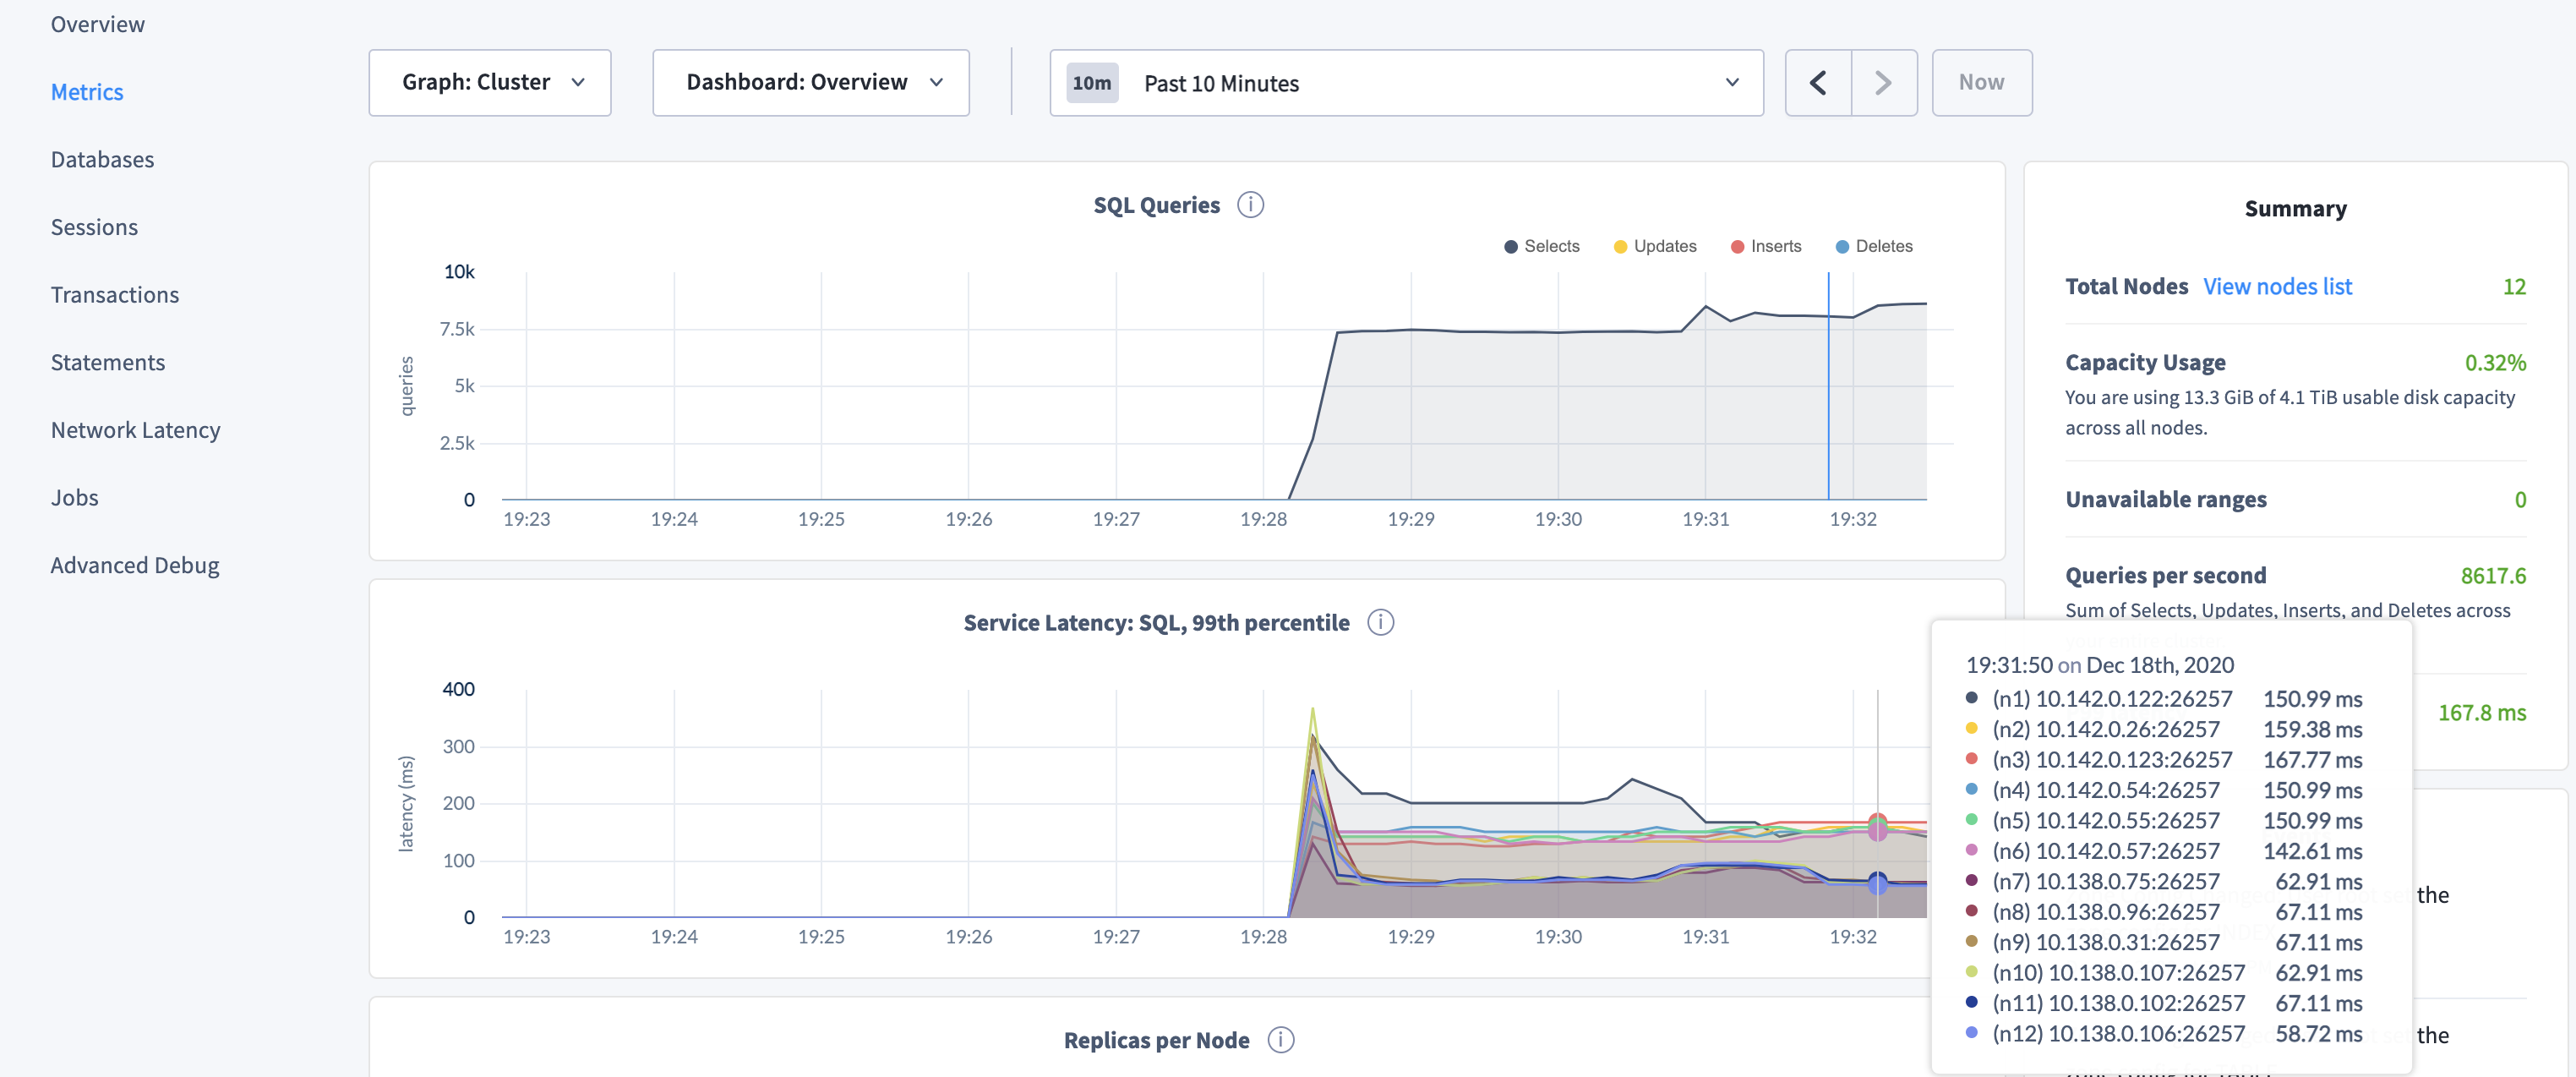 Overview
Metrics
Databases
Sessions
Transactions
Statements
Network Latency
Jobs
Advanced Debug
Graph: Cluster
Dashboard: Overview
10m Past 10 Minutes
Now
SQL Queries
Selects Updates Inserts Deletes
10k
7.5k
5k
2.5k
0
queries
19:23 19:24 19:25 19:26 19:27 19:28 19:29 19:30 19:31 19:32
Service Latency: SQL, 99th percentile
400
300
200
100
0
latency (ms)
19:23 19:24 19:25 19:26 19:27 19:28 19:29 19:30 19:31 19:32
Replicas per Node
Summary
Total Nodes View nodes list 12
Capacity Usage 0.32%
You are using 13.3 GiB of 4.1 TiB usable disk capacity
across all nodes.
Unavailable ranges 0
Queries per second 8617.6
Sum of Selects, Updates, Inserts, and Deletes across
167.8 ms
19:31:50 on Dec 18th, 2020
(n1) 10.142.0.122:26257 150.99 ms
(n2) 10.142.0.26:26257 159.38 ms
(n3) 10.142.0.123:26257 167.77 ms
(n4) 10.142.0.54:26257 150.99 ms
(n5) 10.142.0.55:26257 150.99 ms
(n6) 10.142.0.57:26257 142.61 ms
(n7) 10.138.0.75:26257 62.91 ms
(n8) 10.138.0.96:26257 67.11 ms
(n9) 10.138.0.31:26257 67.11 ms
(n10) 10.138.0.107:26257 62.91 ms
(n11) 10.138.0.102:26257 67.11 ms
(n12) 10.138.0.106:26257 58.72 ms
the
the